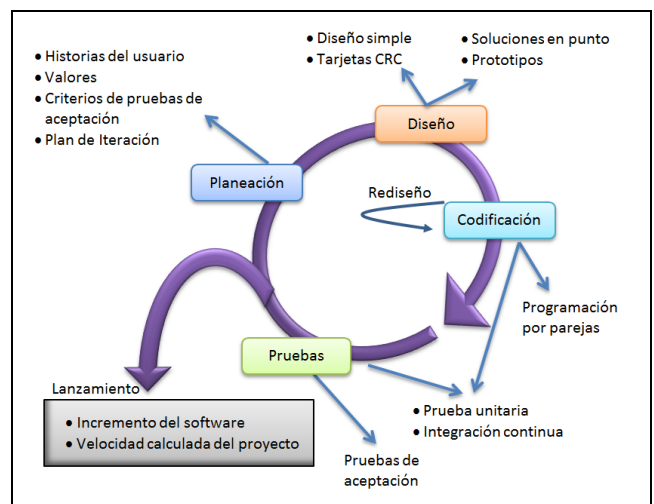 • Historias del usuario
• Valores
• Criterios de pruebas de
aceptación
• Plan de Iteración
• Diseño simple
• Tarjetas CRC
• Soluciones en punto
• Prototipos
Diseño
Planeación
Rediseño
Codificación
Programación
por parejas
Pruebas
Lanzamiento
• Incremento del software
• Velocidad calculada del proyecto
• Prueba unitaria
• Integración continua
Pruebas de
aceptación